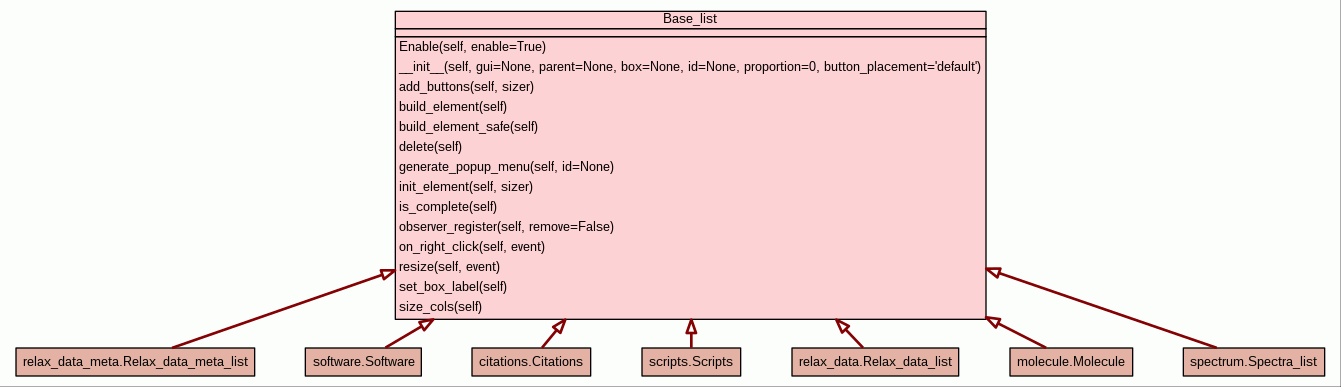 Base_list
Enable(self, enable=True)
__init__(self, gui=None, parent=None, box=None, id=None, proportion=0, button_placement='default')
add_buttons(self, sizer)
build_element(self)
build_element_safe(self)
delete(self)
generate_popup_menu(self, id=None)
init_element(self, sizer)
is_complete(self)
observer_register(self, remove=False)
on_right_click(self, event)
resize(self, event)
set_box_label(self)
size_cols(self)
relax_data_meta.Relax_data_meta_list
software.Software
citations.Citations
scripts.Scripts
relax_data.Relax_data_list
molecule.Molecule
spectrum.Spectra_list